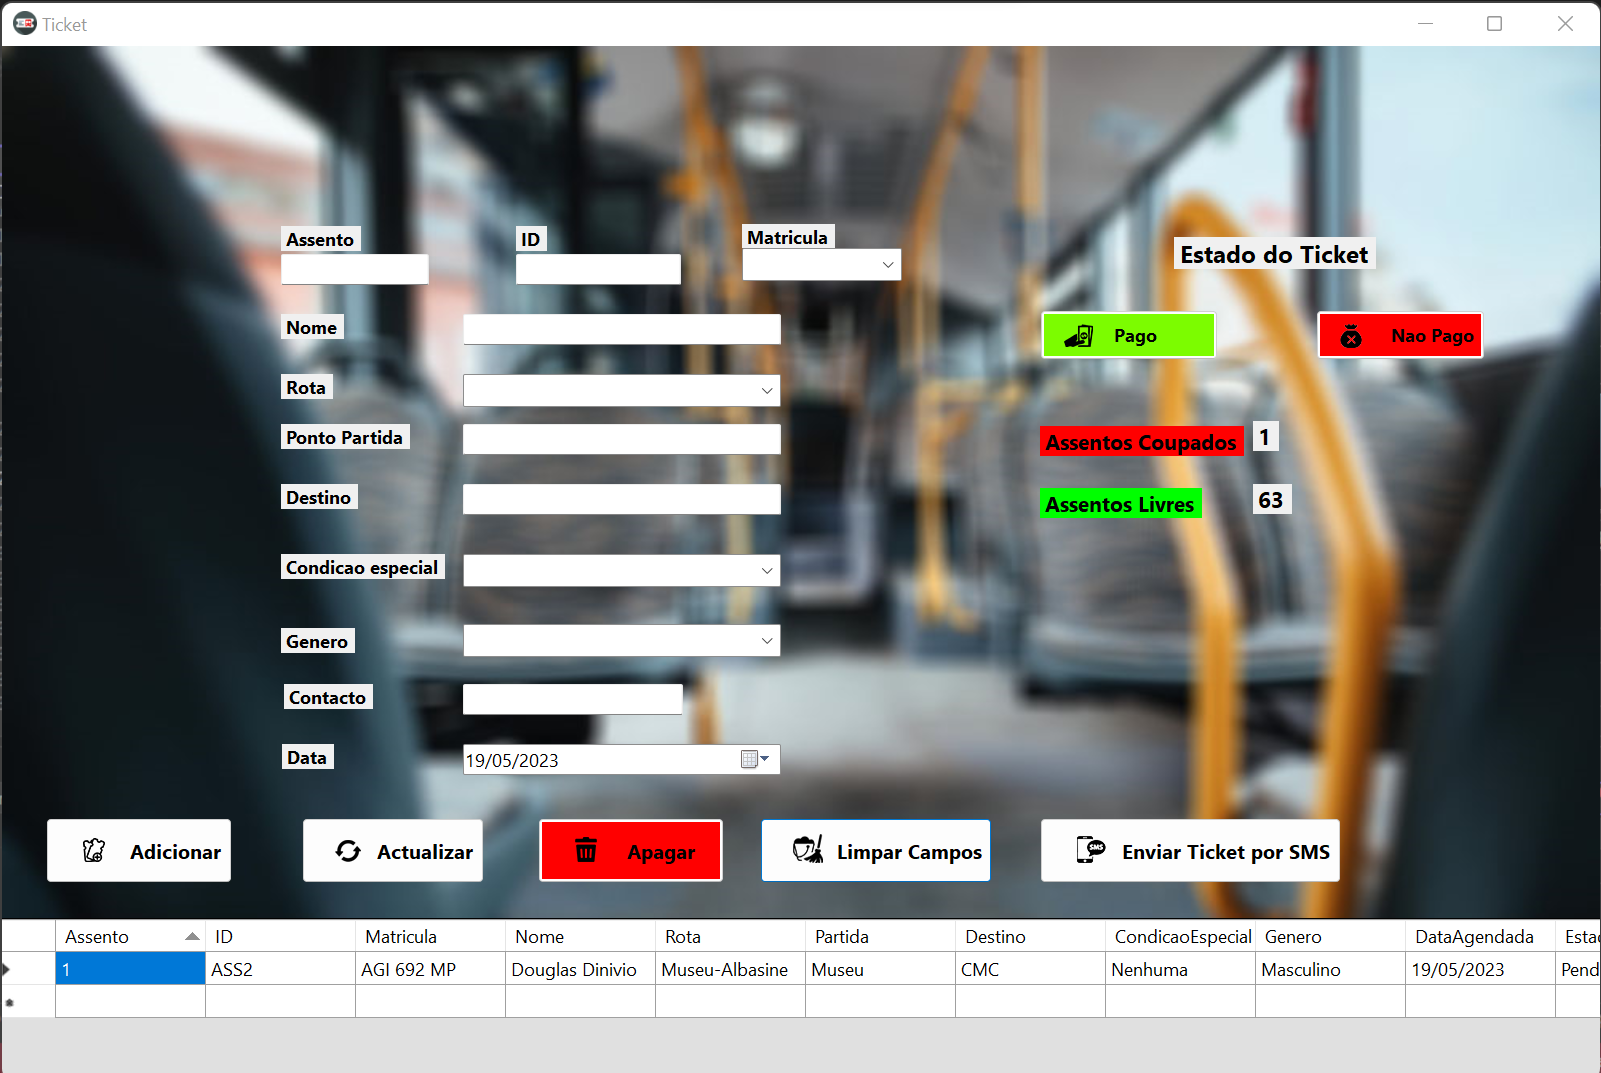 Ticket
Assento
ID
Matricula
Estado do Ticket
Nome
Pago
Nao Pago
Rota
Ponto Partida
Assentos Coupados 1
Destino
Assentos Livres 63
Condicao especial
Genero
Contacto
Data
19/05/2023
Adicionar
Actualizar
Apagar
Limpar Campos
SMS
Enviar Ticket por SMS
Assento ID Matricula Nome Rota Partida Destino CondicaoEspecial Genero DataAgendada Estad
1 ASS2 AGI 692 MP Douglas Dinivio Museu-Albasine Museu CMC Nenhuma Masculino 19/05/2023 Pend